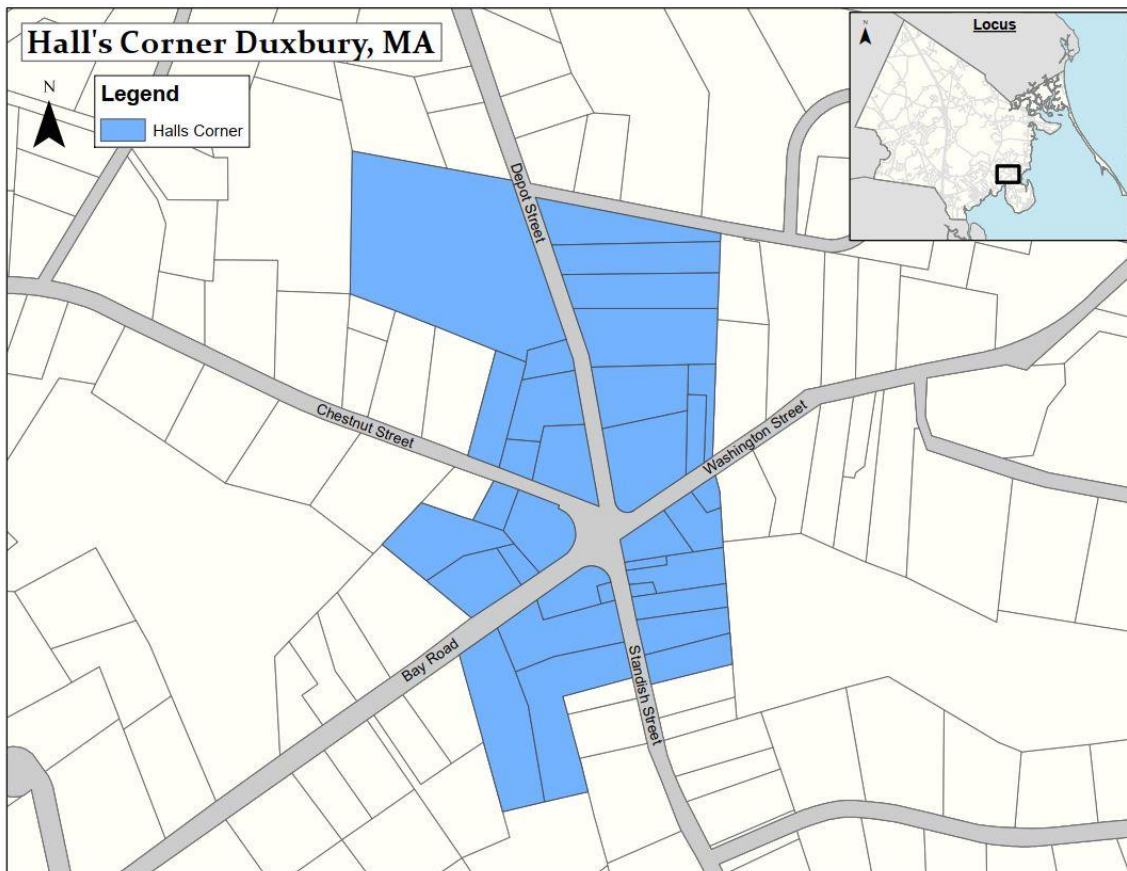 Hall's Corner Duxbury, MA
N
Legend
Halls Corner
Locus
N
Depot Street
Chestnut Street
Washington Street
Bay Road
Standish Street